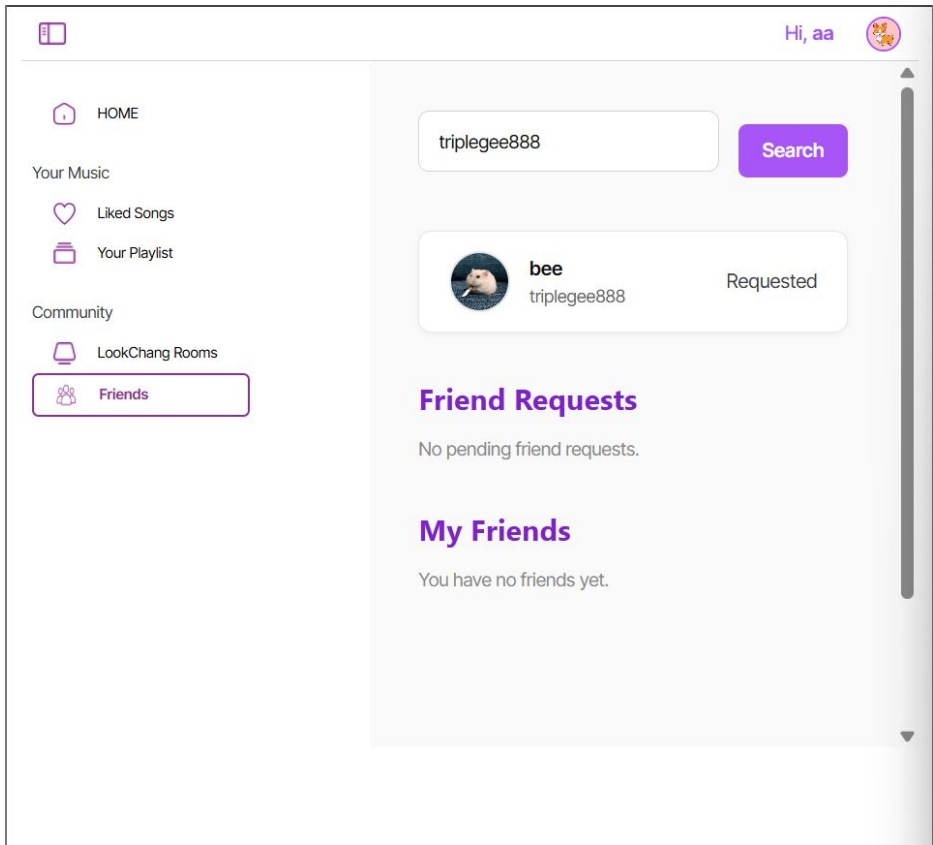 Hi, aa
HOME
Your Music
Liked Songs
Your Playlist
Community
LookChang Rooms
Friends
triplegee888
Search
bee
triplegee888
Requested
Friend Requests
No pending friend requests.
My Friends
You have no friends yet.